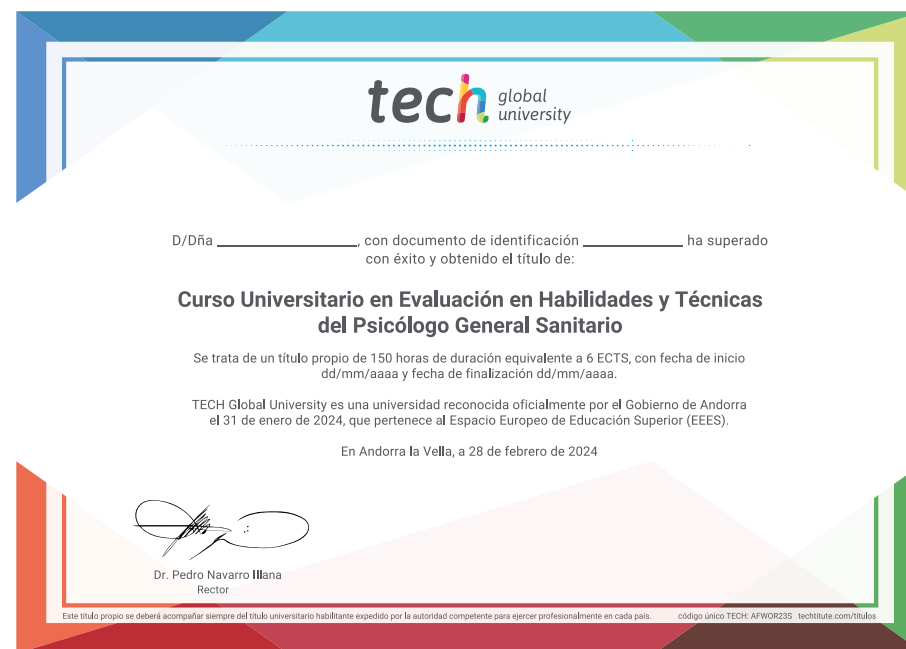 tech global university
D/Dña ________________, con documento de identificación ____________ ha superado
con éxito y obtenido el título de:
Curso Universitario en Evaluación en Habilidades y Técnicas
del Psicólogo General Sanitario
Se trata de un título propio de 150 horas de duración equivalente a 6 ECTS, con fecha de inicio
dd/mm/aaaa y fecha de finalización dd/mm/aaaa.
TECH Global University es una universidad reconocida oficialmente por el Gobierno de Andorra
el 31 de enero de 2024, que pertenece al Espacio Europeo de Educación Superior (EEES).
En Andorra la Vella, a 28 de febrero de 2024
Dr. Pedro Navarro Illana
Rector
Este título propio se deberá acompañar siempre del título universitario habilitante expedido por la autoridad competente para ejercer profesionalmente en cada país. código único TECH: AFWOR23S techtitute.com/titulos